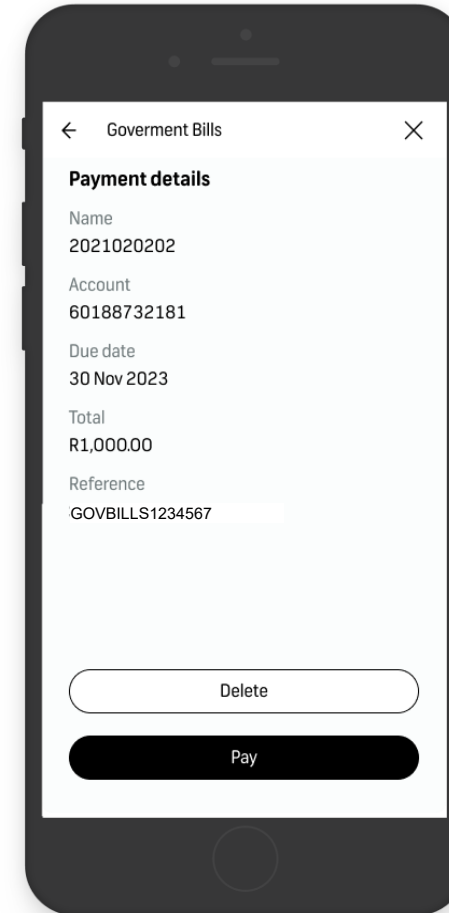 Goverment Bills
Payment details
Name
2021020202
Account
60188732181
Due date
30 Nov 2023
Total
R1,000.00
Reference
GOVBILLS1234567
Delete
Pay